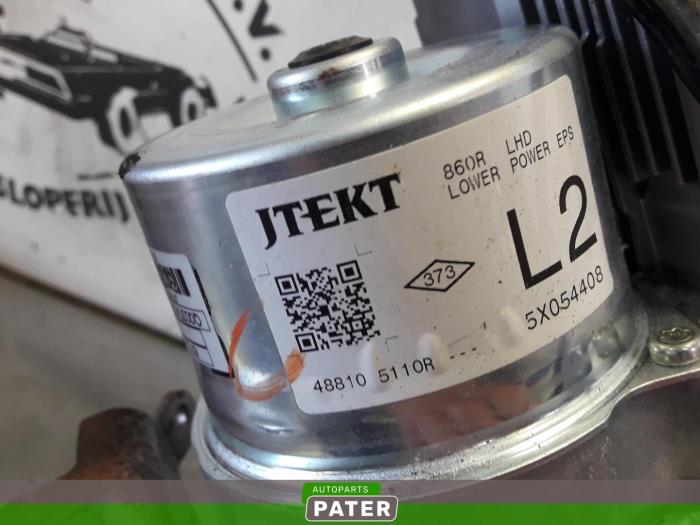 V.
SLOPERIJ
860R LHD
LOWER POWER EPS
JTEKT
L2
373
5X054408
48810 5110R ---
AUTOPARTS
PATER